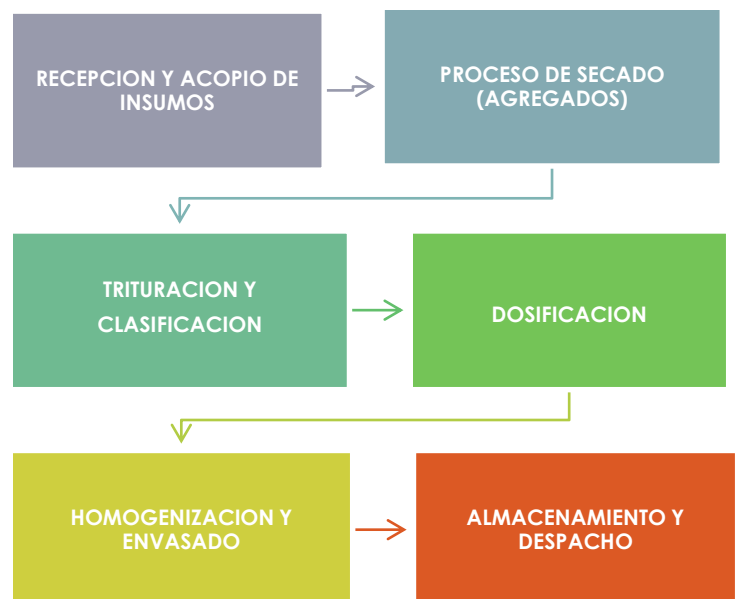 RECEPCION Y ACOPIO DE
INSUMOS
PROCESO DE SECADO
(AGREGADOS)
TRITURACION Y
CLASIFICACION
DOSIFICACION
HOMOGENIZACION Y
ENVASADO
ALMACENAMIENTO Y
DESPACHO